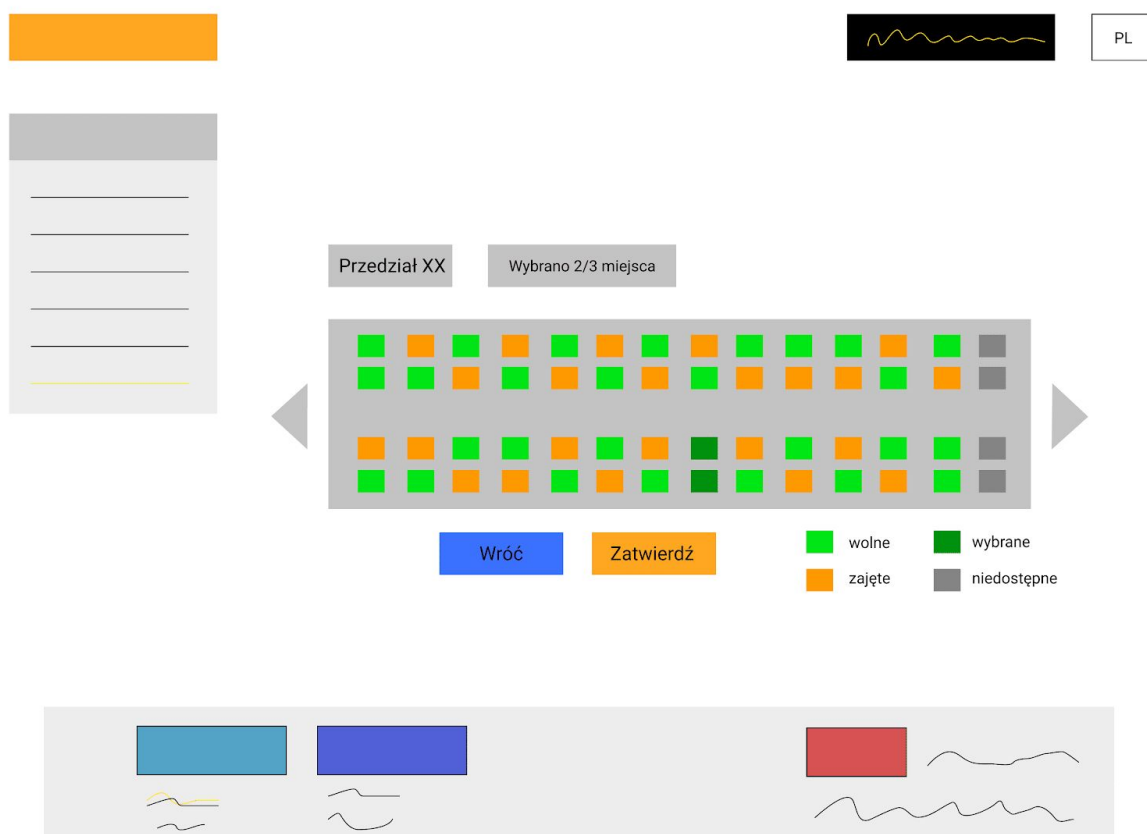 PL
Przedział XX
Wybrano 2/3 miejsca
Wróć
Zatwierdź
wolne
wybrane
zajęte
niedostępne